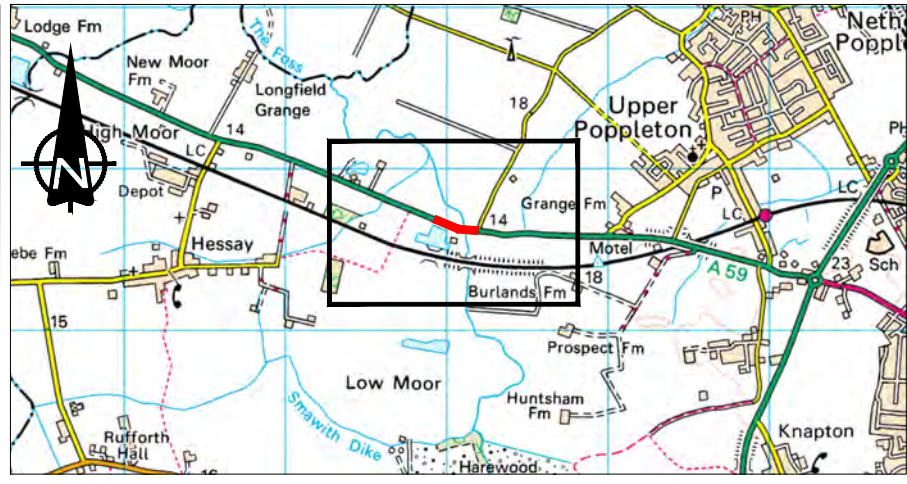 Lodge Fm
PH
Nethe
Popple
The Foss
New Moor
Fm
Longfield
Grange
18
Upper
Poppleton
High Moor
14
LC
PH
Depot
N
P
LC
14
Grange Fm
LC
Hessay
Motel
ebe Fm
18
A 59
23
Sch
Burlands Fm
15
Prospect Fm
Low Moor
Huntsham
Fm
Smawith Dike
Knapton
Rufforth
Hall
16
Harewood